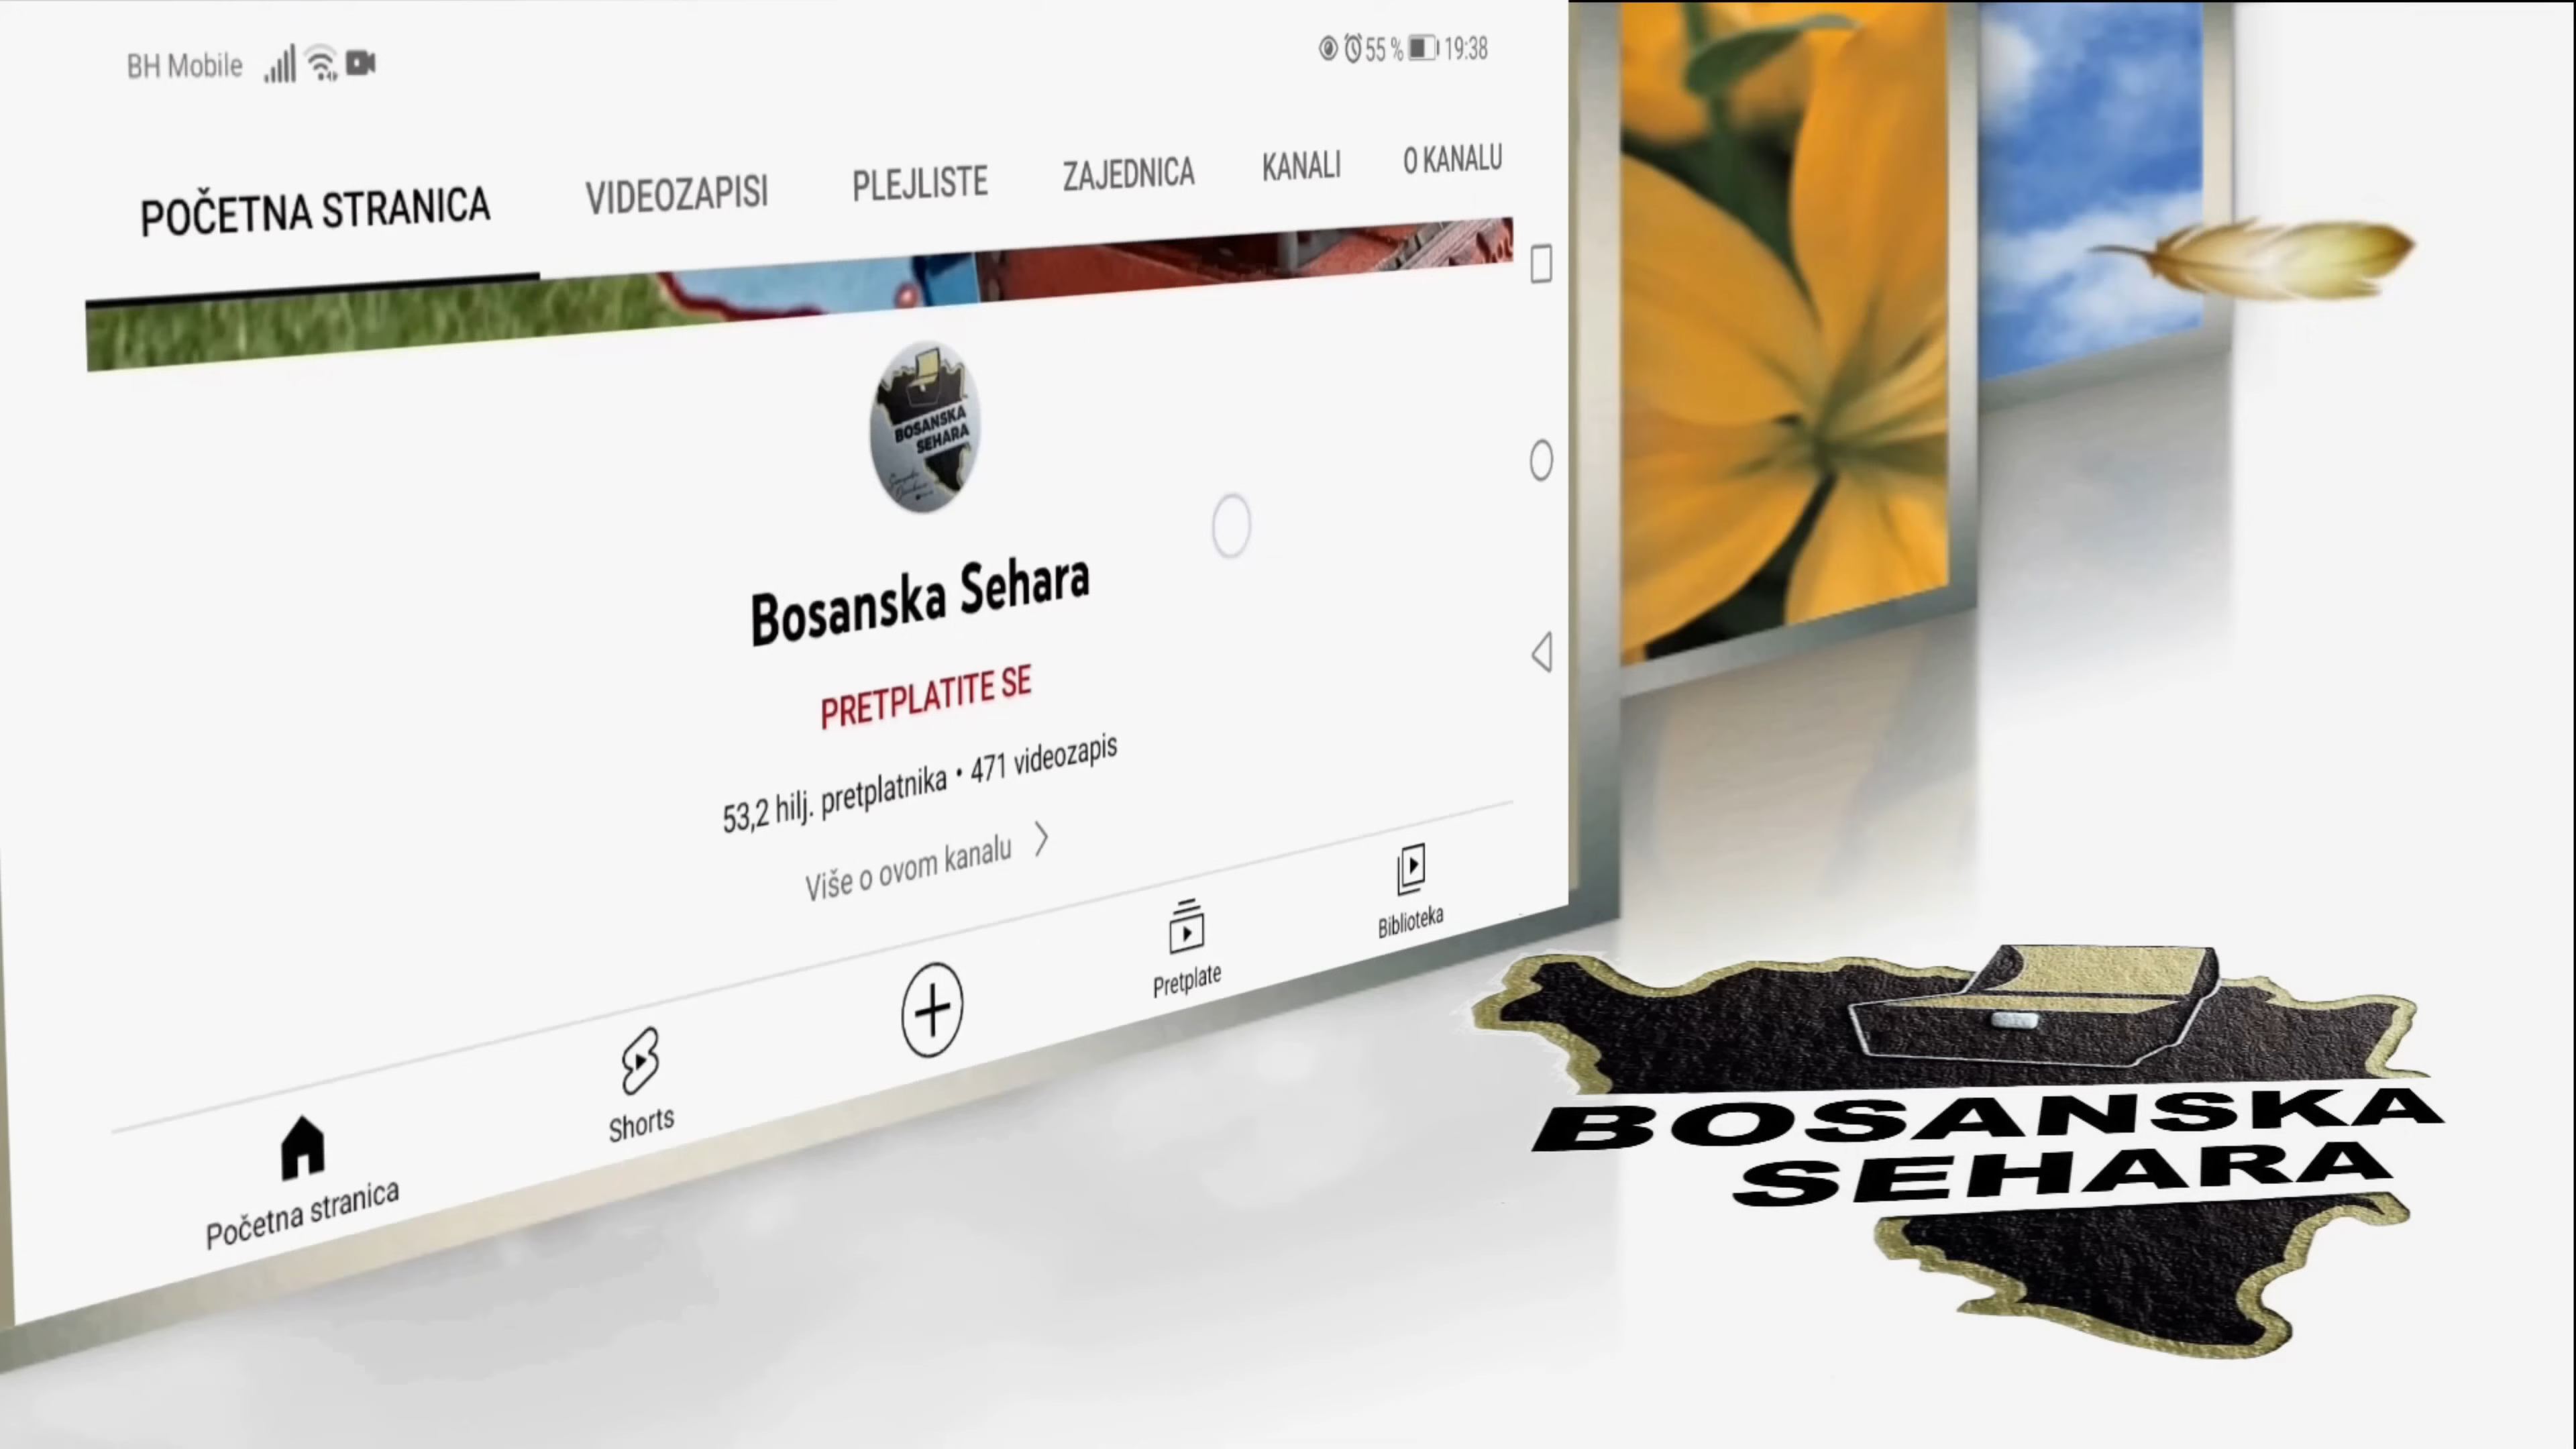 BH Mobile
55 % 19:38
POČETNA STRANICA VIDEOZAPISI PLEJLISTE ZAJEDNICA KANALI O KANALU
BOSANSKA
SEHARA
Bosanska Sehara
PRETPLATITE SE
53,2 hilj. pretplatnika • 471 videozapis
Više o ovom kanalu
Početna stranica
Shorts
Pretplate
Biblioteka
BOSANSKA
SEHARA